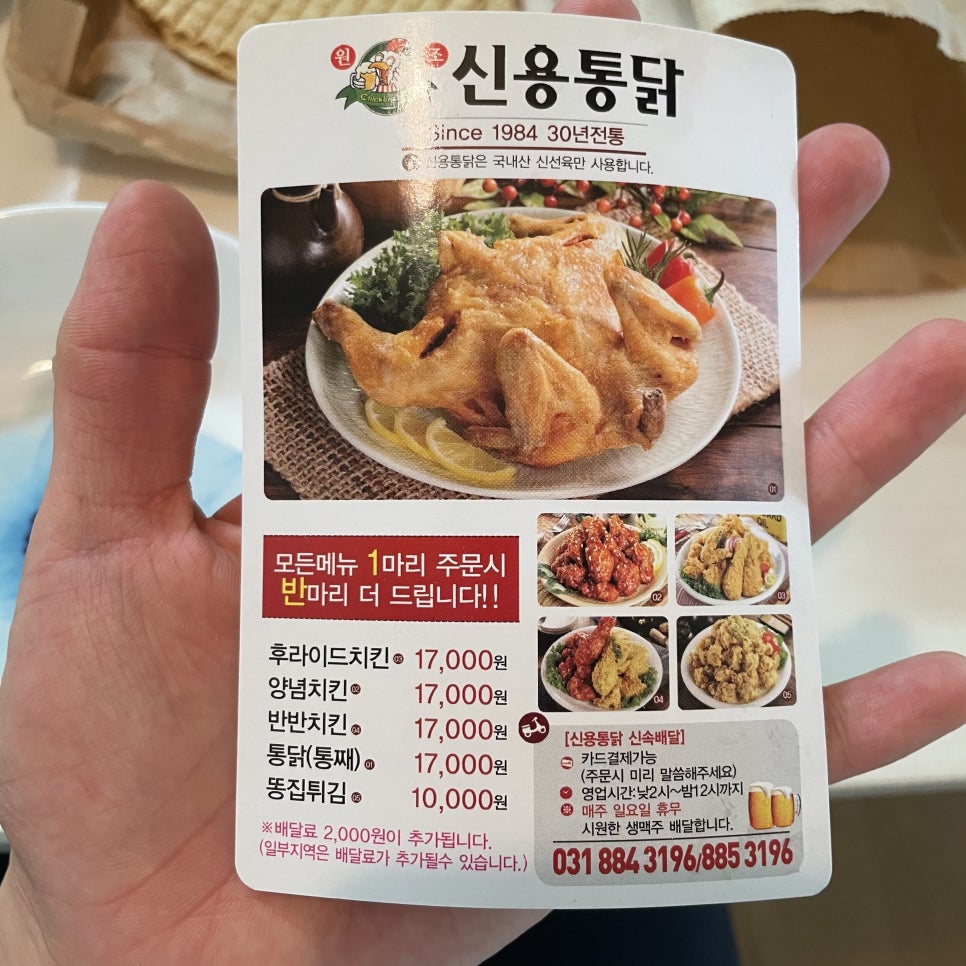 원 조
Chicken
신용통닭
Since 1984 30년전통
신용통닭은 국내산 신선육만 사용합니다.
01
모든메뉴 1마리 주문시
반마리 더 드립니다!!
02
03
04
05
후라이드치킨 03 17,000원
양념치킨 02 17,000원
반반치킨 04 17,000원
통닭(통째) 01 17,000원
똥집튀김 05 10,000원
※배달료 2,000원이 추가됩니다.
(일부지역은 배달료가 추가될수 있습니다.)
[신용통닭 신속배달]
카드결제가능
(주문시 미리 말씀해주세요)
영업시간:낮2시~밤12시까지
매주 일요일 휴무
시원한 생맥주 배달합니다.
031 884 3196/885 3196